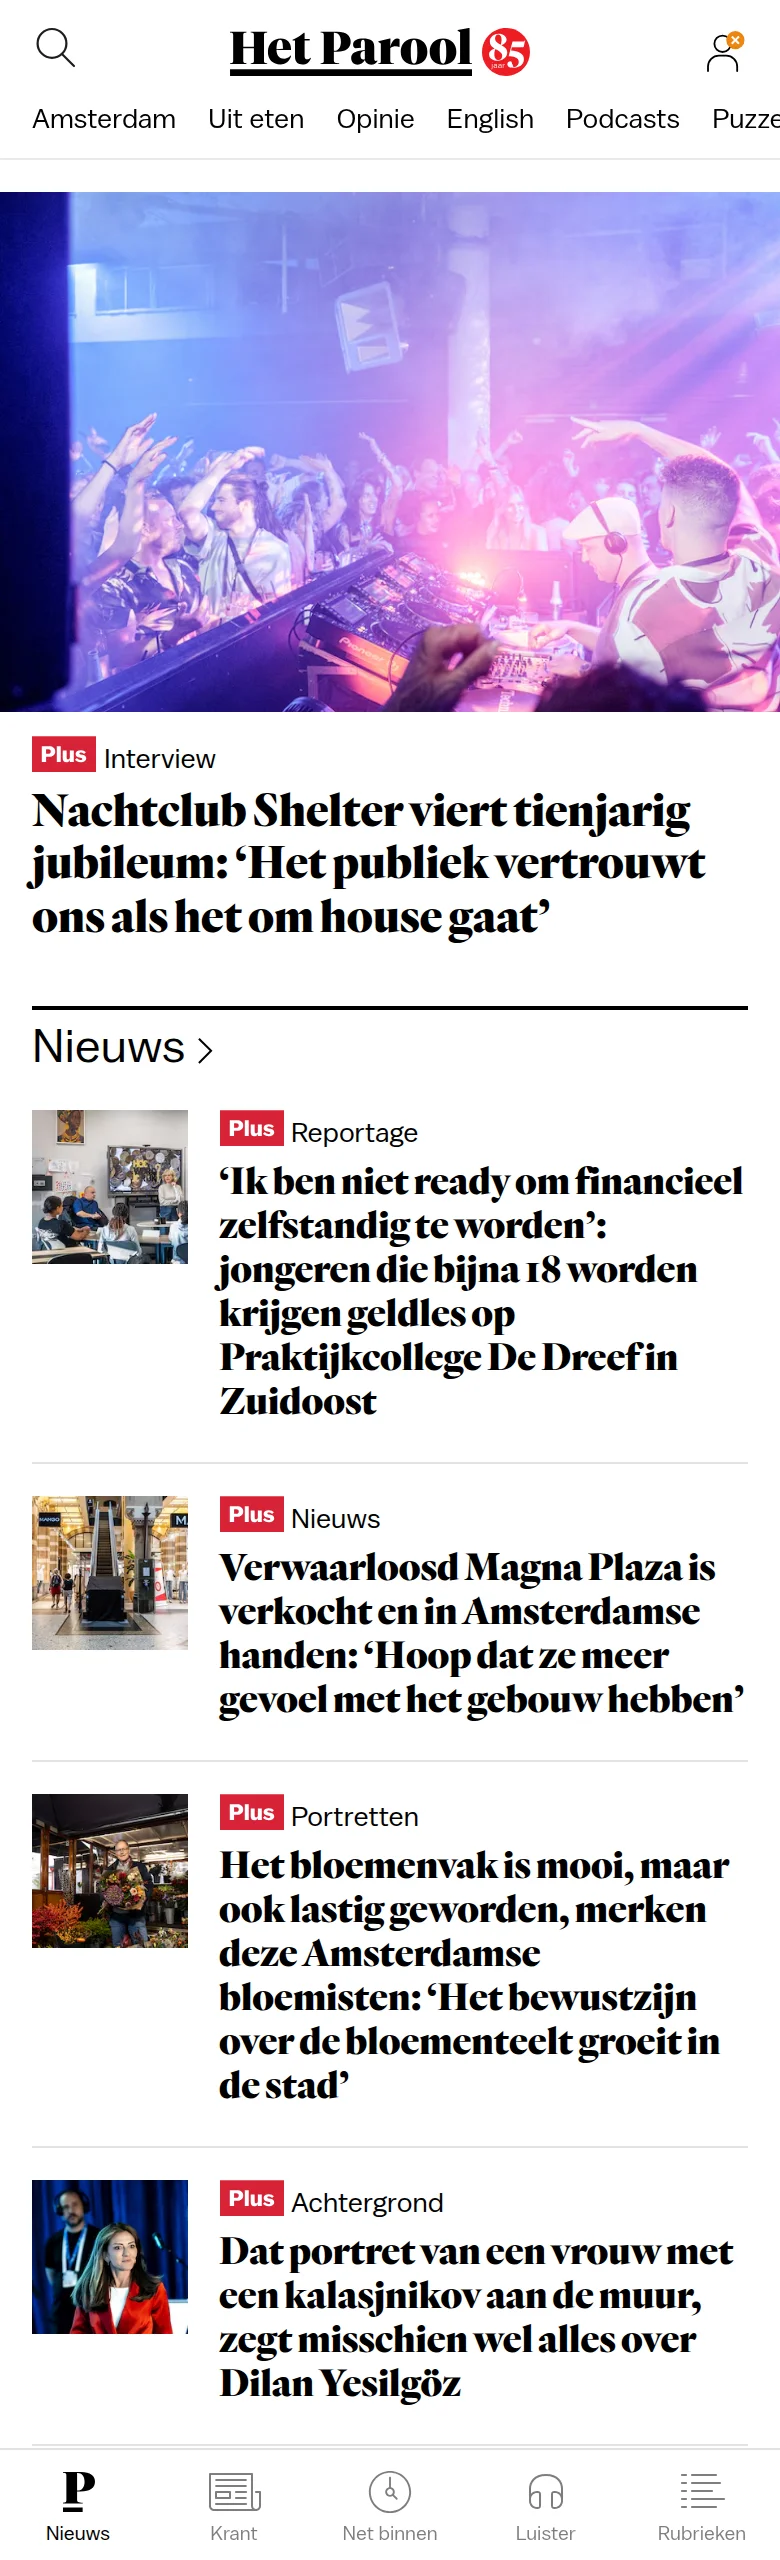 Het Parool 85 jaar
Amsterdam Uit eten Opinie English Podcasts Puzze
Pioneer DJ
Plus Interview
Nachtclub Shelter viert tienjarig
jubileum: ‘Het publiek vertrouwt
ons als het om house gaat’
Nieuws
Plus Reportage
‘Ik ben niet ready om financieel
zelfstandig te worden’:
jongeren die bijna 18 worden
krijgen geldles op
Praktijkcollege De Dreef in
Zuidoost
MANGO
Plus Nieuws
Verwaarloosd Magna Plaza is
verkocht en in Amsterdamse
handen: ‘Hoop dat ze meer
gevoel met het gebouw hebben’
Plus Portretten
Het bloemenvak is mooi, maar
ook lastig geworden, merken
deze Amsterdamse
bloemisten: ‘Het bewustzijn
over de bloementeelt groeit in
de stad’
Plus Achtergrond
Dat portret van een vrouw met
een kalasjnikov aan de muur,
zegt misschien wel alles over
Dilan Yesilgöz
P
Nieuws Krant Net binnen Luister Rubrieken